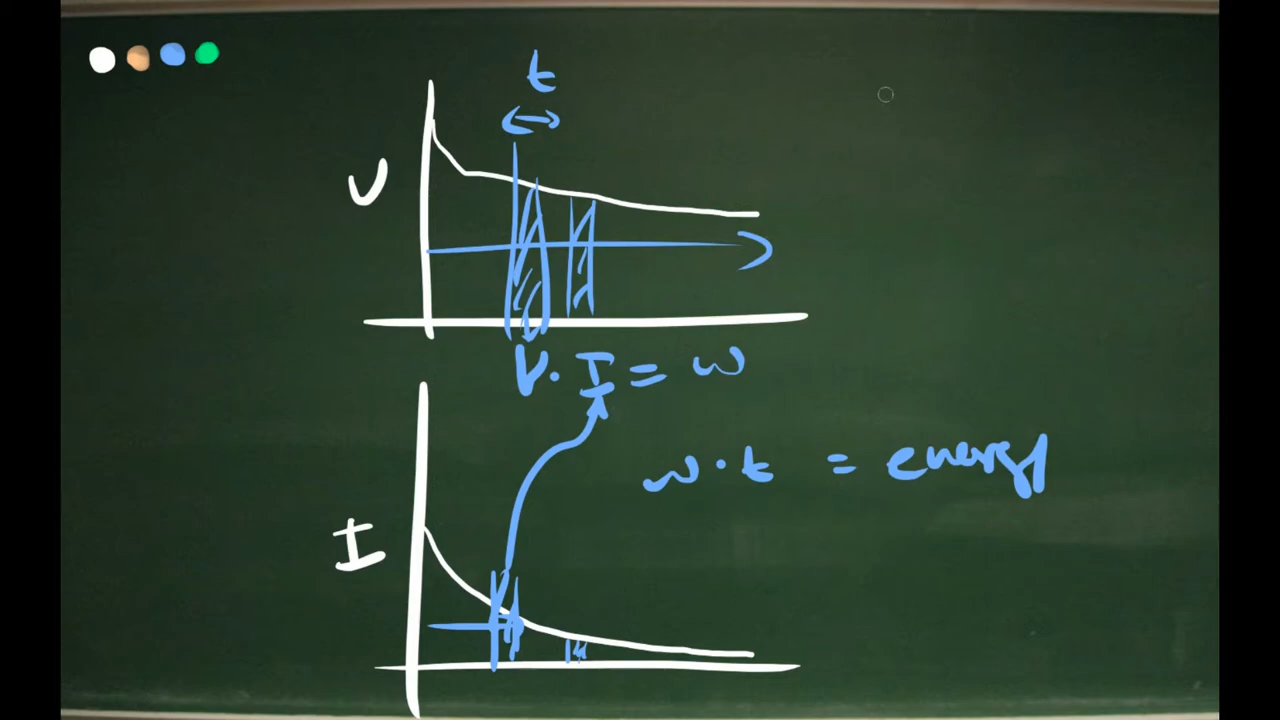 t
V
V · I = w
w · t = energy
I